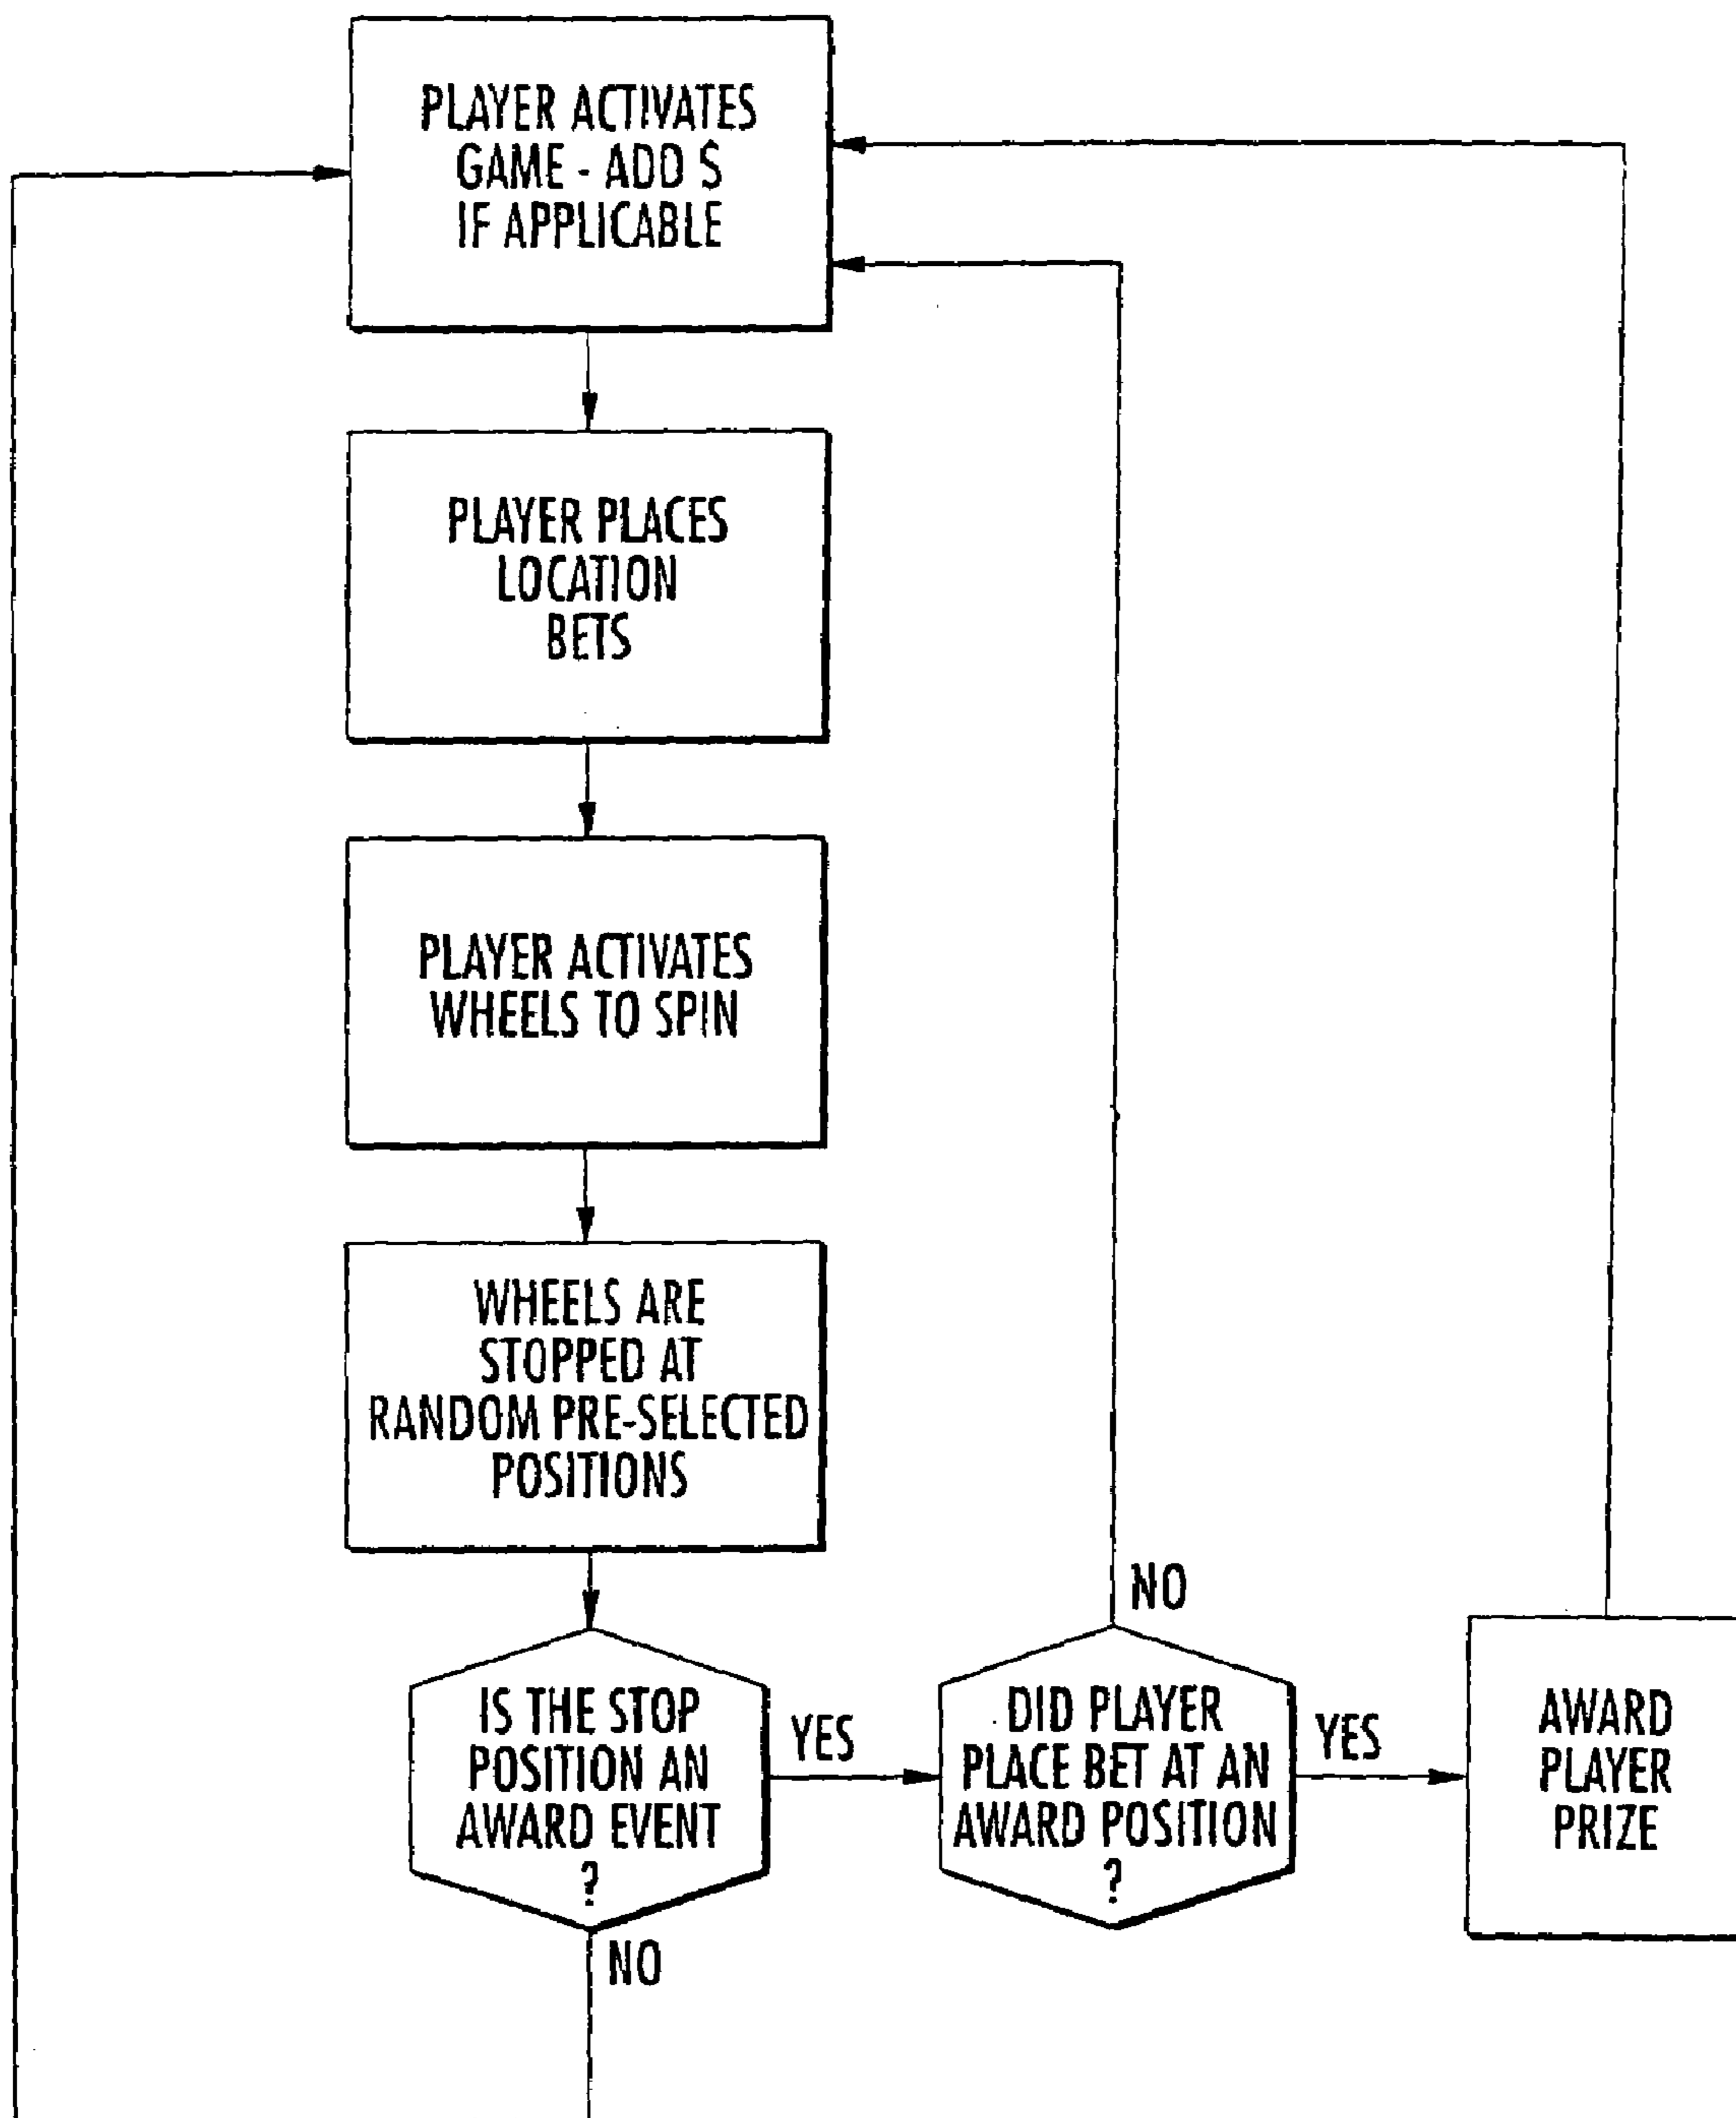 PLAYER ACTIVATES
GAME - ADD $
IF APPLICABLE
PLAYER PLACES
LOCATION
BETS
PLAYER ACTIVATES
WHEELS TO SPIN
WHEELS ARE
STOPPED AT
RANDOM PRE-SELECTED
POSITIONS
IS THE STOP
POSITION AN
AWARD EVENT
?
YES
NO
DID PLAYER
PLACE BET AT AN
AWARD POSITION
?
NO
YES
AWARD
PLAYER
PRIZE